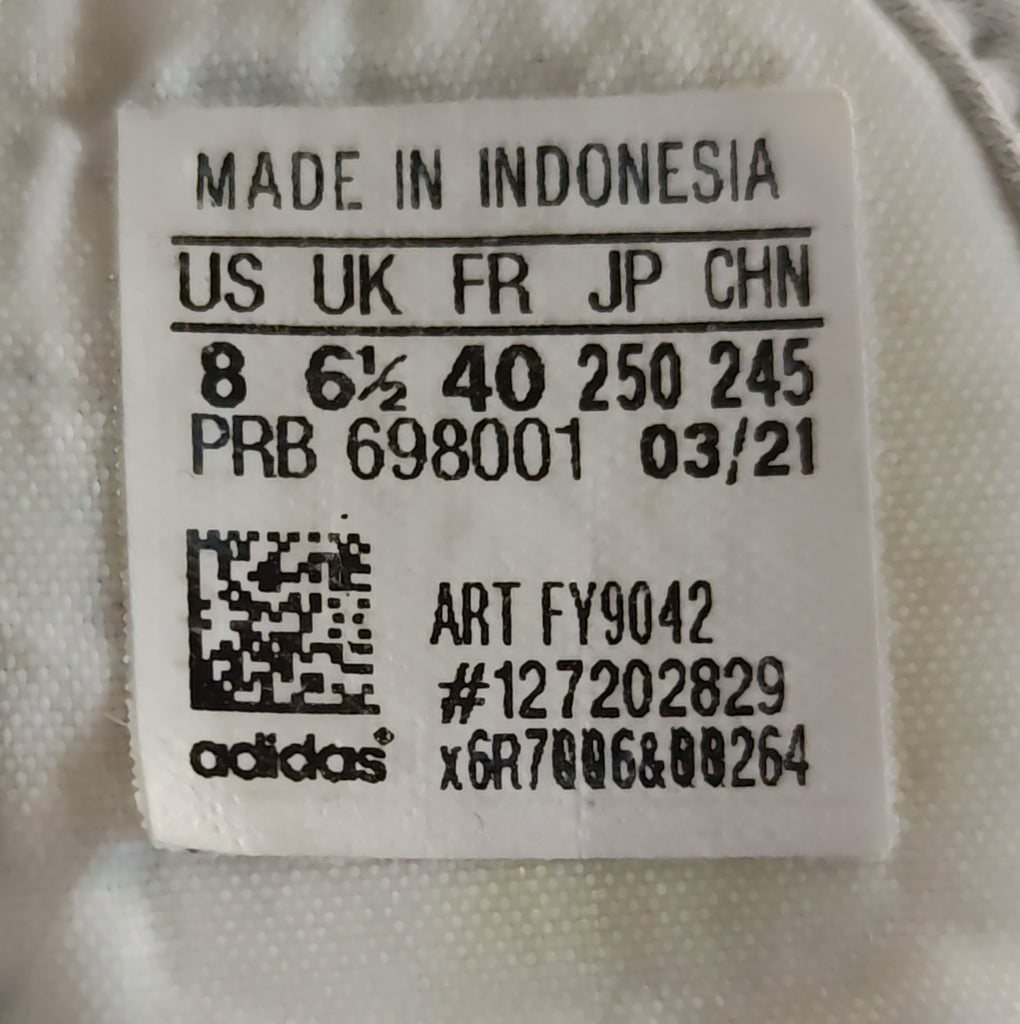 MADE IN INDONESIA
US UK FR JP CHN
8 6½ 40 250 245
PRB 698001 03/21
ART FY9042
#127202829
adidas®